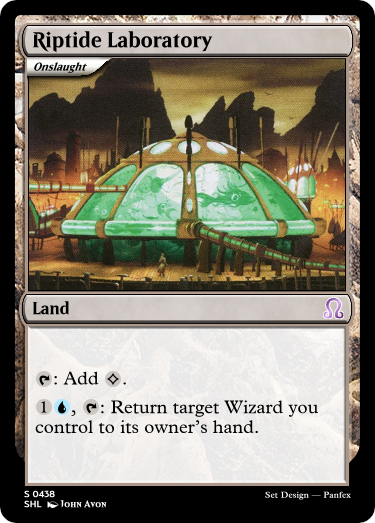 Riptide Laboratory
Onslaught
Land
: Add .
1, : Return target Wizard you
control to its owner's hand.
S 0438
SHL John Avon
Set Design — Panfex